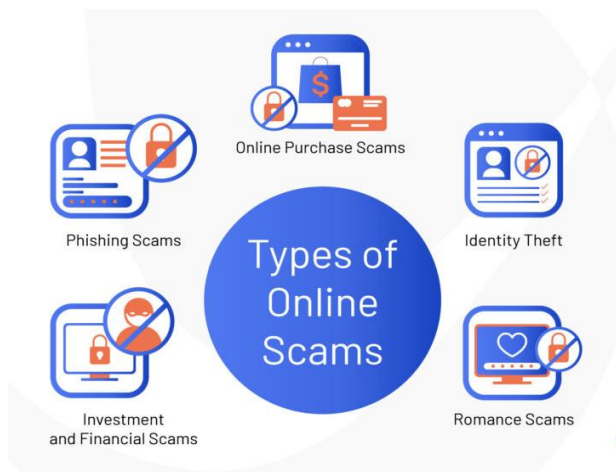 Online Purchase Scams
Phishing Scams
Identity Theft
Types of
Online
Scams
Investment
and Financial Scams
Romance Scams